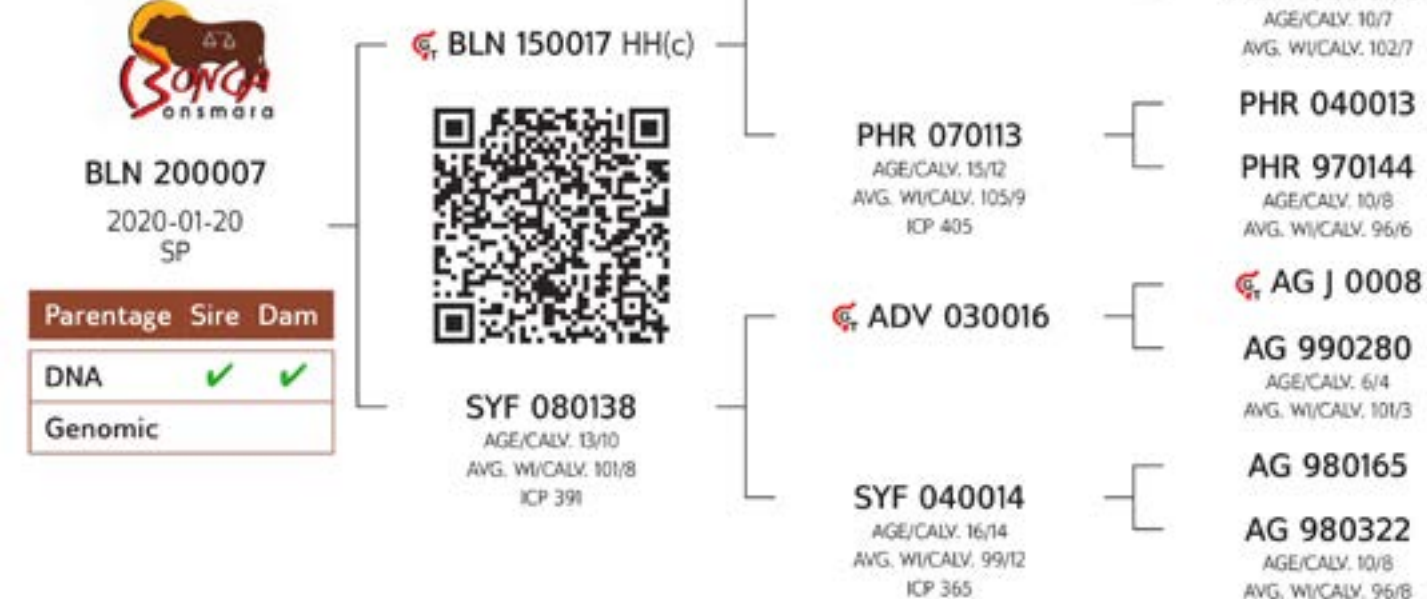 BONGA
onsmara
BLN 200007
2020-01-20
SP
Parentage Sire Dam
DNA ✔ ✔
Genomic
BLN 150017 HH(c)
SYF 080138
AGE/CALV. 13/10
AVG. WI/CALV. 101/8
ICP 391
PHR 070113
AGE/CALV. 15/12
AVG. WI/CALV. 105/9
ICP 405
ADV 030016
SYF 040014
AGE/CALV. 16/14
AVG. WI/CALV. 99/12
ICP 365
AGE/CALV. 10/7
AVG. WI/CALV. 102/7
PHR 040013
PHR 970144
AGE/CALV. 10/8
AVG. WI/CALV. 96/6
AG J 0008
AG 990280
AGE/CALV. 6/4
AVG. WI/CALV. 101/3
AG 980165
AG 980322
AGE/CALV. 10/8
AVG. WI/CALV. 96/8